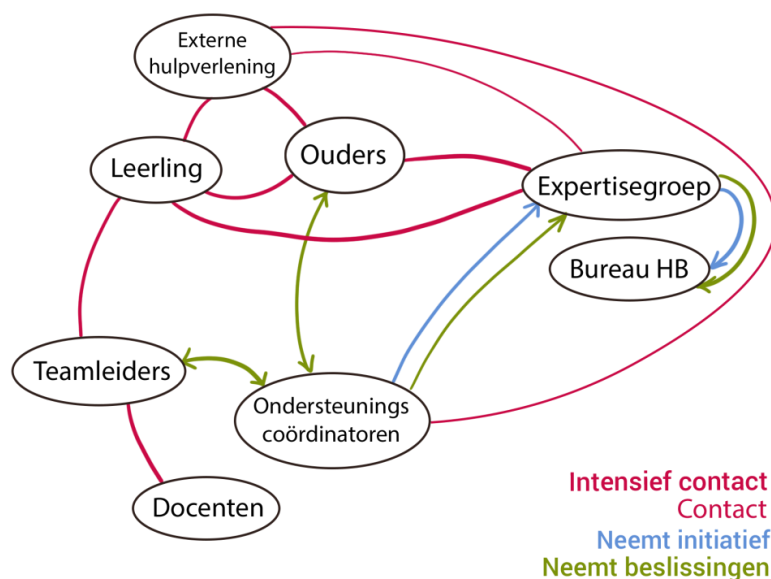 Externe
hulpverlening
Leerling
Ouders
Expertisegroep
Bureau HB
Teamleiders
Ondersteunings
coördinatoren
Docenten
Intensief contact
Contact
Neemt initiatief
Neemt beslissingen